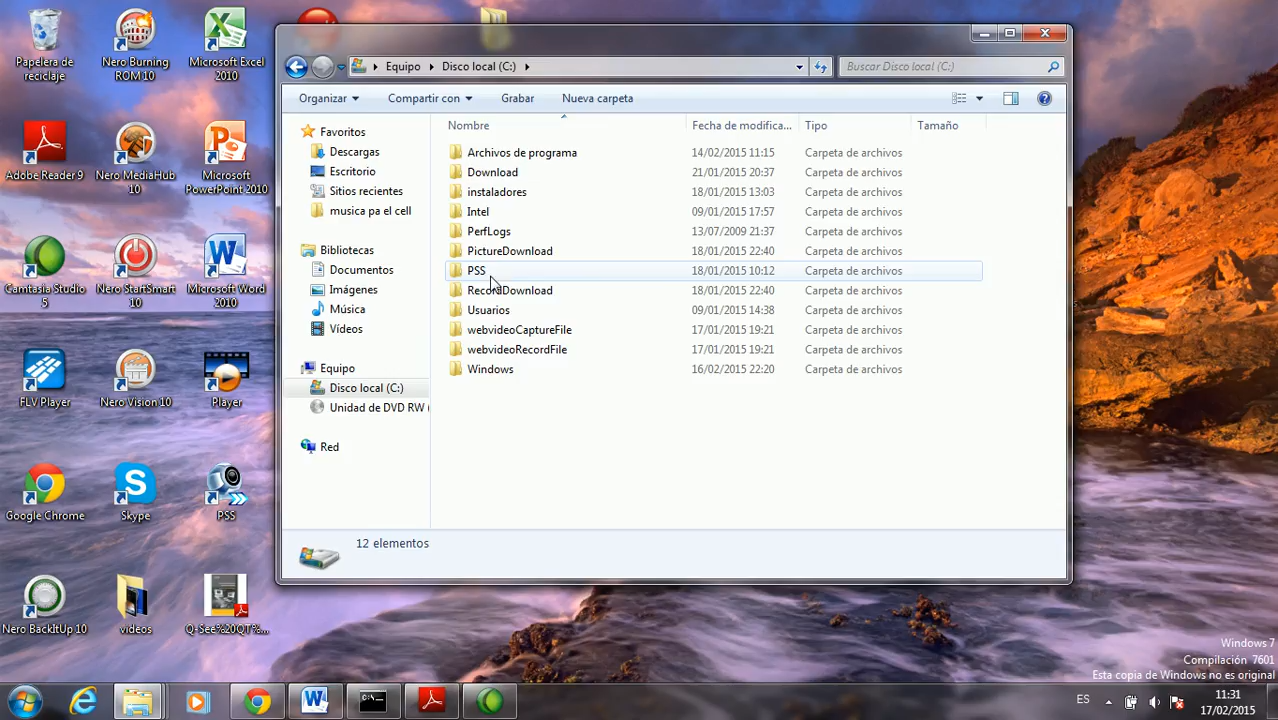 Papelera de
reciclaje
Nero Burning
ROM 10
Microsoft Excel
2010
Adobe Reader 9
Nero MediaHub
10
Microsoft
PowerPoint 2010
Camtasia Studio
5
Nero StartSmart
10
Microsoft Word
2010
FLV Player
Nero Vision 10
Player
Google Chrome
Skype
PSS
Nero BackItUp 10
videos
Q-See%20QT%...
Equipo
Disco local (C:)
Buscar Disco local (C:)
Organizar
Compartir con
Grabar
Nueva carpeta
Favoritos
Descargas
Escritorio
Sitios recientes
musica pa el cell
Bibliotecas
Documentos
Imágenes
Música
Vídeos
Equipo
Disco local (C:)
Unidad de DVD RW (
Red
Nombre Fecha de modifica... Tipo Tamaño
Archivos de programa 14/02/2015 11:15 Carpeta de archivos
Download 21/01/2015 20:37 Carpeta de archivos
instaladores 18/01/2015 13:03 Carpeta de archivos
Intel 09/01/2015 17:57 Carpeta de archivos
PerfLogs 13/07/2009 21:37 Carpeta de archivos
PictureDownload 18/01/2015 22:40 Carpeta de archivos
PSS 18/01/2015 10:12 Carpeta de archivos
RecordDownload 18/01/2015 22:40 Carpeta de archivos
Usuarios 09/01/2015 14:38 Carpeta de archivos
webvideoCaptureFile 17/01/2015 19:21 Carpeta de archivos
webvideoRecordFile 17/01/2015 19:21 Carpeta de archivos
Windows 16/02/2015 22:20 Carpeta de archivos
12 elementos
Windows 7
Compilación 7601
Esta copia de Windows no es original
ES
11:31
17/02/2015